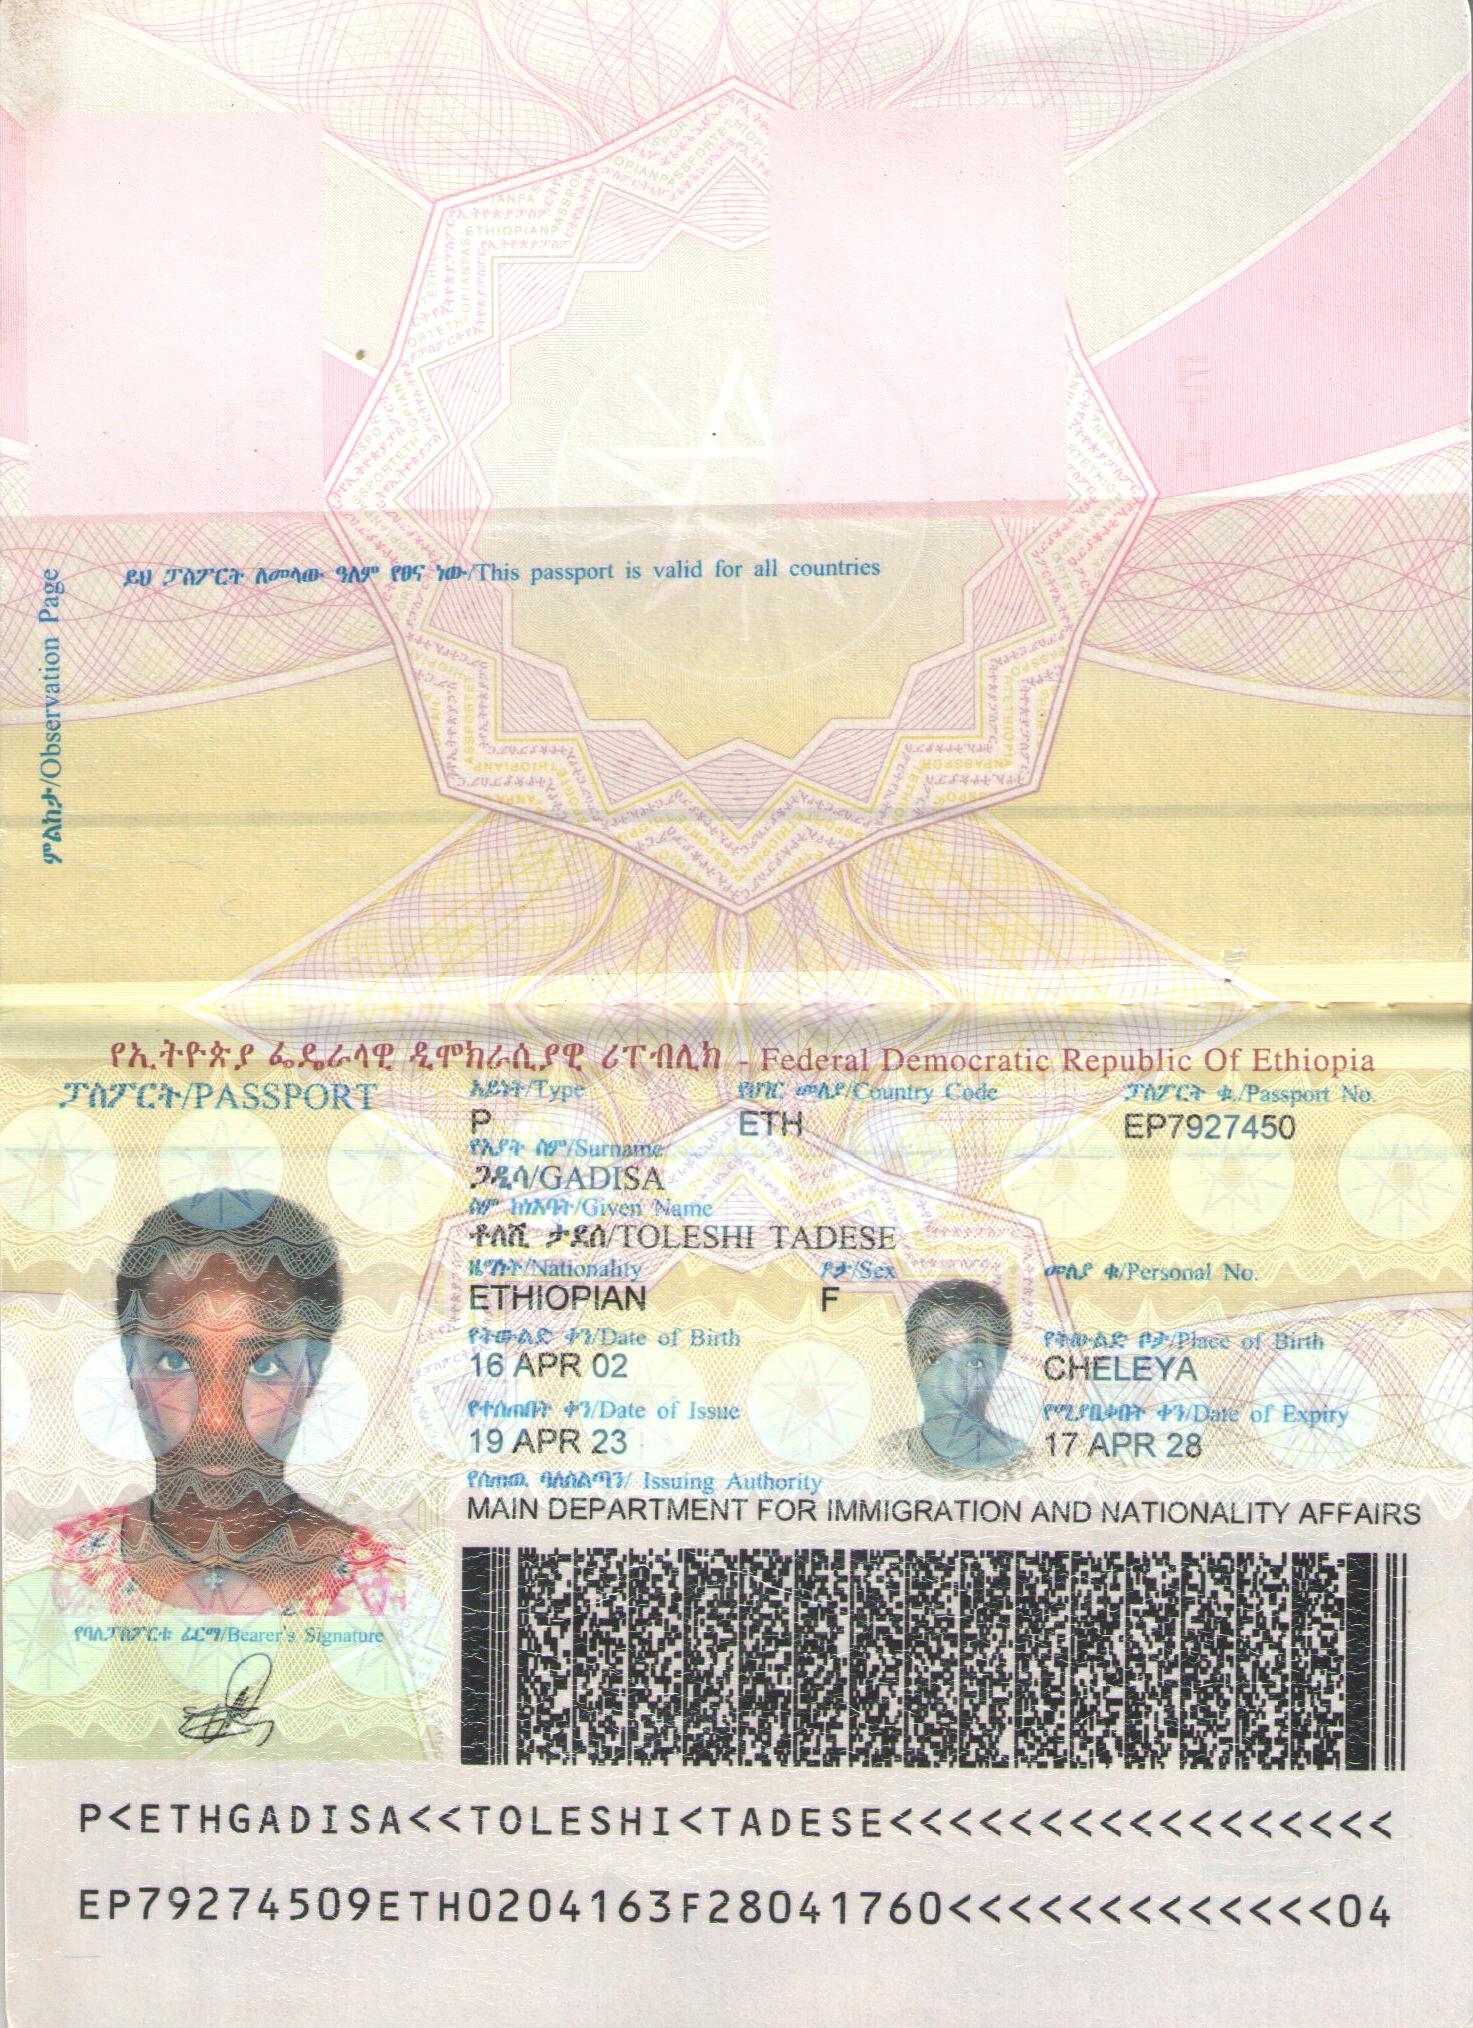 ይህ ፓስፖርት ለመላው ዓለም የፀና ነው/This passport is valid for all countries
ምልከታ/Observation Page
የኢትዮጵያ ፌዴራላዊ ዲሞክራሲያዊ ሪፐብሊክ - Federal Democratic Republic Of Ethiopia
ፓስፖርት/PASSPORT
አይነት/Type
የሀገር መለያ/Country Code
ፓስፖርት ቁ./Passport No.
P
ETH
EP7927450
የአያት ስም/Surname
ጋዲሳ/GADISA
ስም ከነአባት/Given Name
ቶለሺ ታደሰ/TOLESHI TADESE
ዜግነት/Nationality
ፆታ/Sex
መለያ ቁ/Personal No.
ETHIOPIAN
F
የትውልድ ቀን/Date of Birth
የትውልድ ቦታ/Place of Birth
16 APR 02
CHELEYA
የተሰጠበት ቀን/Date of Issue
የሚያበቃበት ቀን/Date of Expiry
19 APR 23
17 APR 28
የሰጠው ባለስልጣን/ Issuing Authority
MAIN DEPARTMENT FOR IMMIGRATION AND NATIONALITY AFFAIRS
የባለፓስፖርቱ ፊርማ/Bearer's Signature
P<ETHGADISA<<TOLESHI<TADESE<<<<<<<<<<<<<<<<<
EP79274509ETH0204163F28041760<<<<<<<<<<<<<04